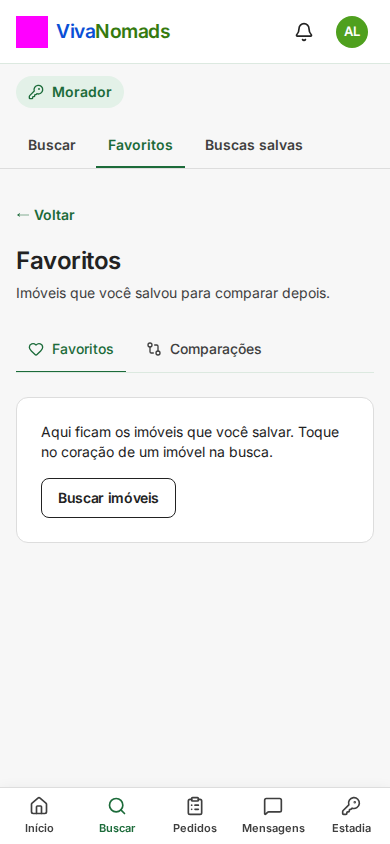 VivaNomads
AL
Morador
Buscar
Favoritos
Buscas salvas
← Voltar
Favoritos
Imóveis que você salvou para comparar depois.
Favoritos
Comparações
Aqui ficam os imóveis que você salvar. Toque
no coração de um imóvel na busca.
Buscar imóveis
Início
Buscar
Pedidos
Mensagens
Estadia